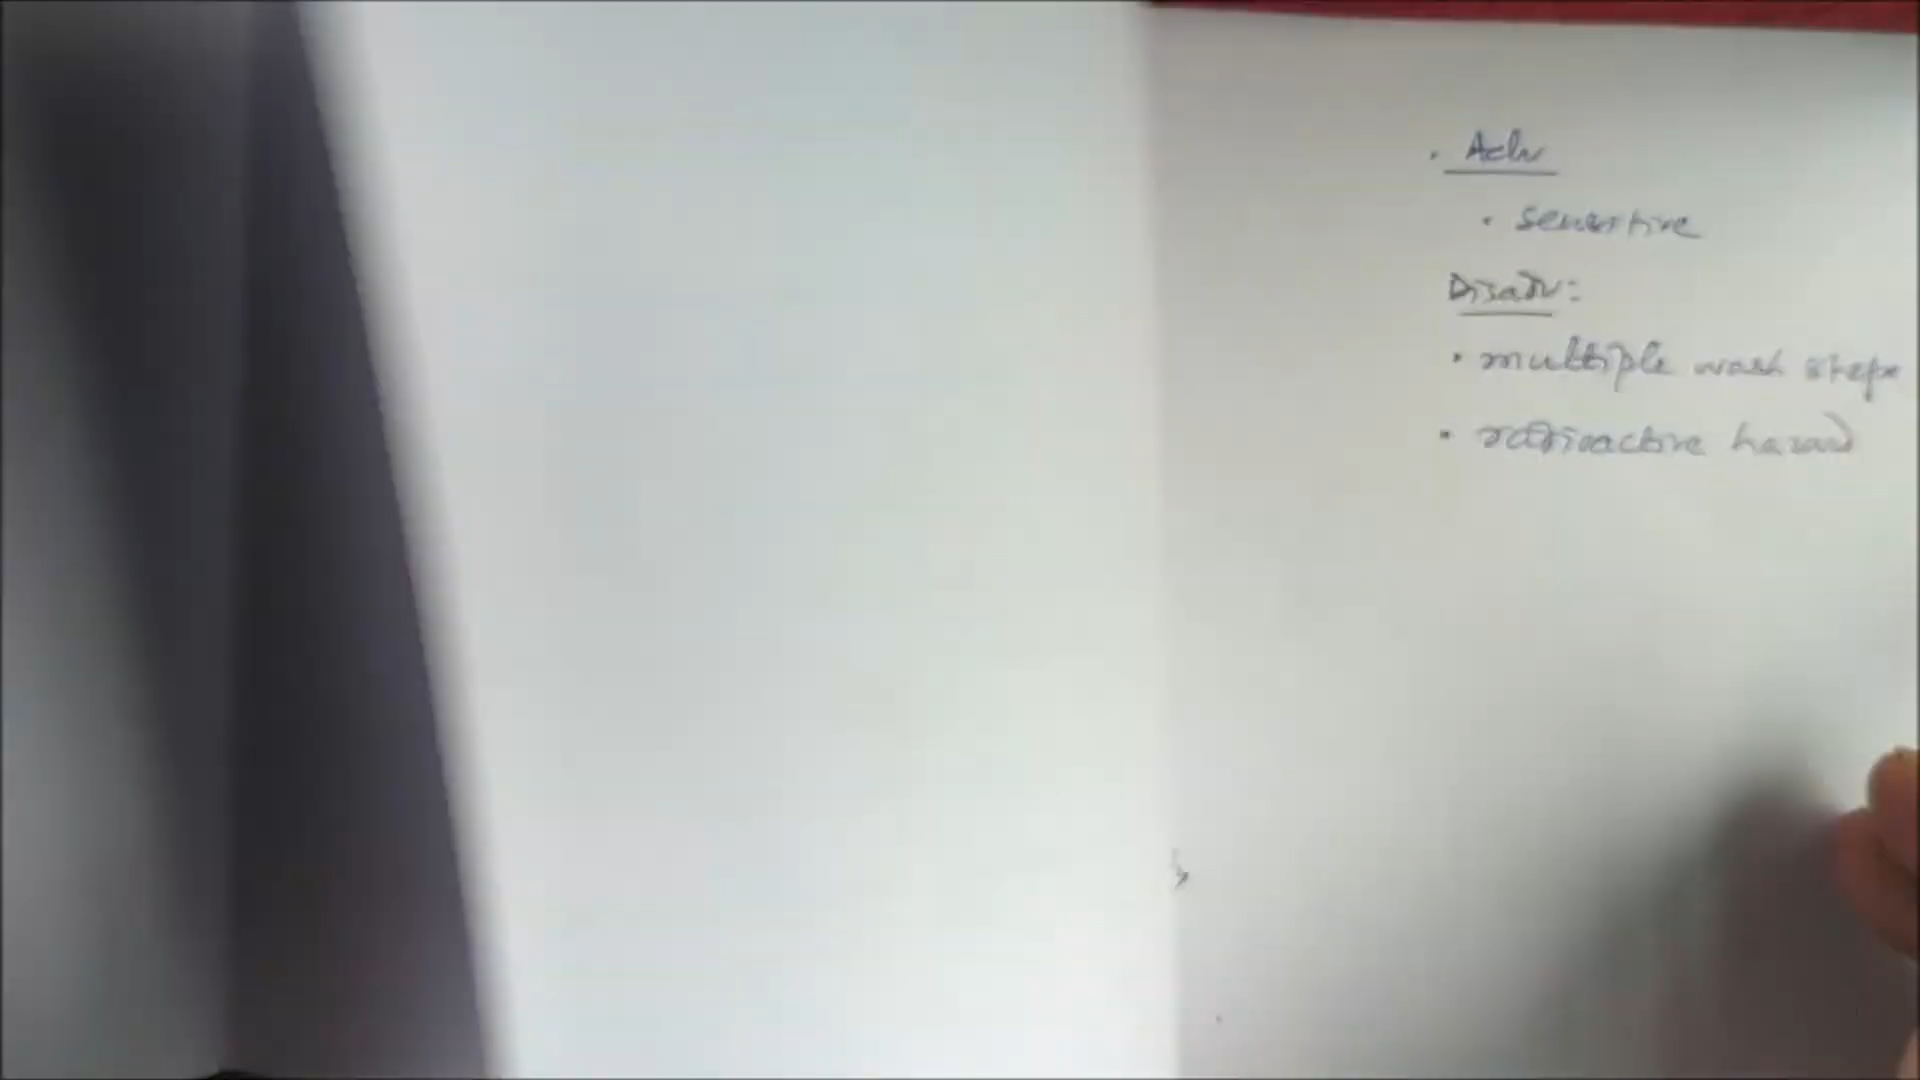 · Adv
· sensitive
Disadv:
· multiple wash steps
· radioactive hazard